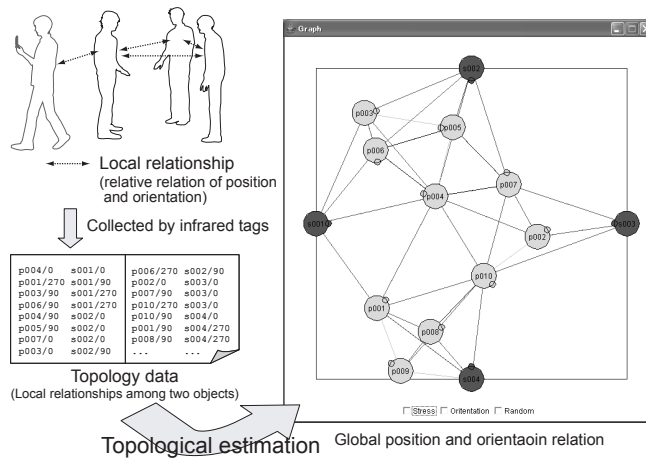 Local relationship
(relative relation of position
and orientation)
Collected by infrared tags
p004/0 s001/0
p001/270 s001/90
p003/90 s001/270
p006/90 s001/270
p004/90 s002/0
p005/90 s002/0
p007/0 s002/0
p003/0 s002/90
p006/270 s002/90
p002/0 s003/0
p007/90 s003/0
p010/270 s003/0
p010/90 s004/0
p001/90 s004/270
p008/90 s004/270
... ...
Topology data
(Local relationships among two objects)
Topological estimation
Graph
s002
p003
p005
p006
p007
p004
s001
s003
p002
p010
p001
p008
p009
s004
Stress Oritentation Random
Global position and orientaoin relation